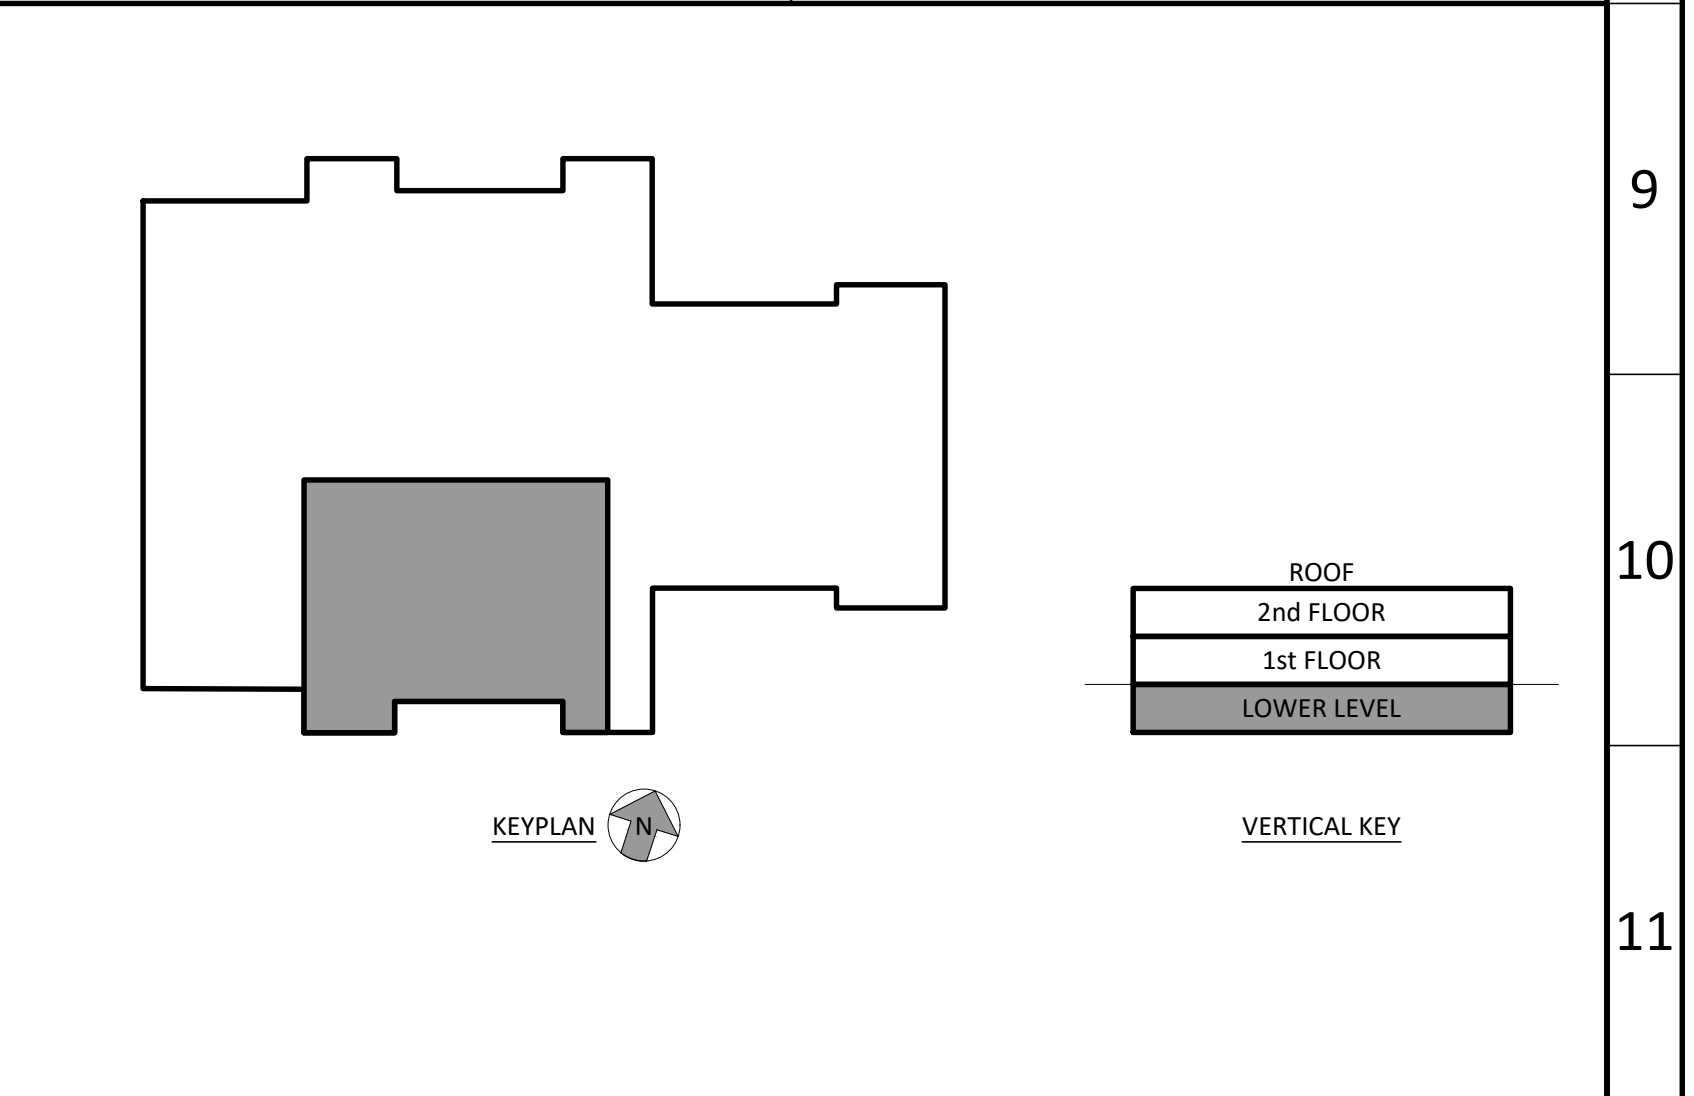 9
10
ROOF
2nd FLOOR
1st FLOOR
LOWER LEVEL
KEYPLAN
N
VERTICAL KEY
11